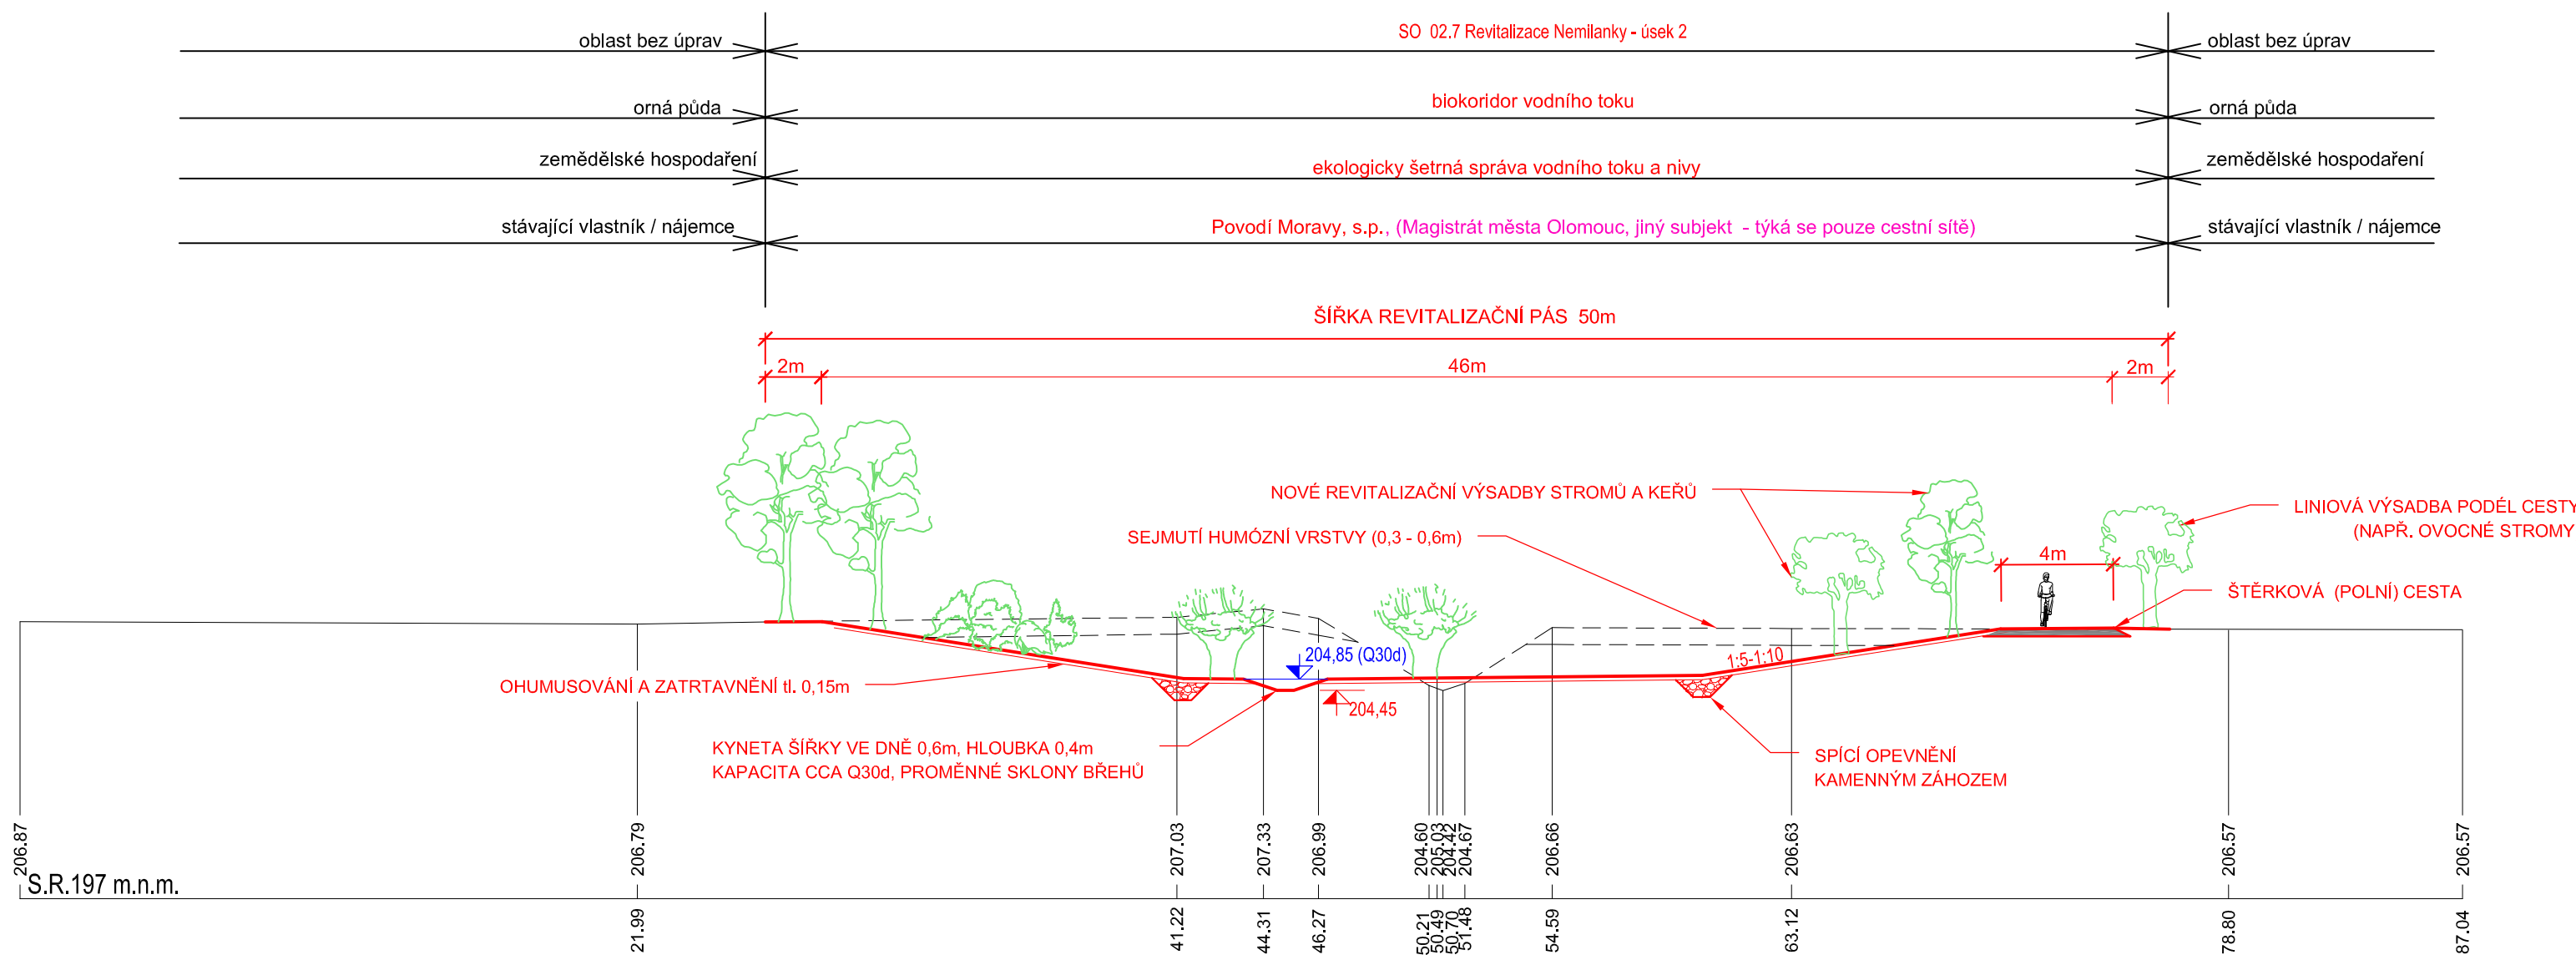 oblast bez úprav
SO 02.7 Revitalizace Nemilanky - úsek 2
oblast bez úprav
orná půda
biokoridor vodního toku
orná půda
zemědělské hospodaření
ekologicky šetrná správa vodního toku a nivy
zemědělské hospodaření
stávající vlastník / nájemce
Povodí Moravy, s.p., (Magistrát města Olomouc, jiný subjekt - týká se pouze cestní sítě)
stávající vlastník / nájemce
ŠÍŘKA REVITALIZAČNÍ PÁS 50m
2m
46m
2m
NOVÉ REVITALIZAČNÍ VÝSADBY STROMŮ A KEŘŮ
LINIOVÁ VÝSADBA PODÉL CESTY
(NAPŘ. OVOCNÉ STROMY
SEJMUTÍ HUMÓZNÍ VRSTVY (0,3 - 0,6m)
4m
ŠTĚRKOVÁ (POLNÍ) CESTA
204,85 (Q30d)
1:5-1:10
OHUMUSOVÁNÍ A ZATRTAVNĚNÍ tl. 0,15m
204,45
KYNETA ŠÍŘKY VE DNĚ 0,6m, HLOUBKA 0,4m
KAPACITA CCA Q30d, PROMĚNNÉ SKLONY BŘEHŮ
SPÍCÍ OPEVNĚNÍ
KAMENNÝM ZÁHOZEM
206.87
206.79
207.03
207.33
206.99
204.60
205.03
204.42
204.67
206.66
206.63
206.57
206.57
S.R.197 m.n.m.
21.99
41.22
44.31
46.27
50.21
50.49
50.70
51.48
54.59
63.12
78.80
87.04